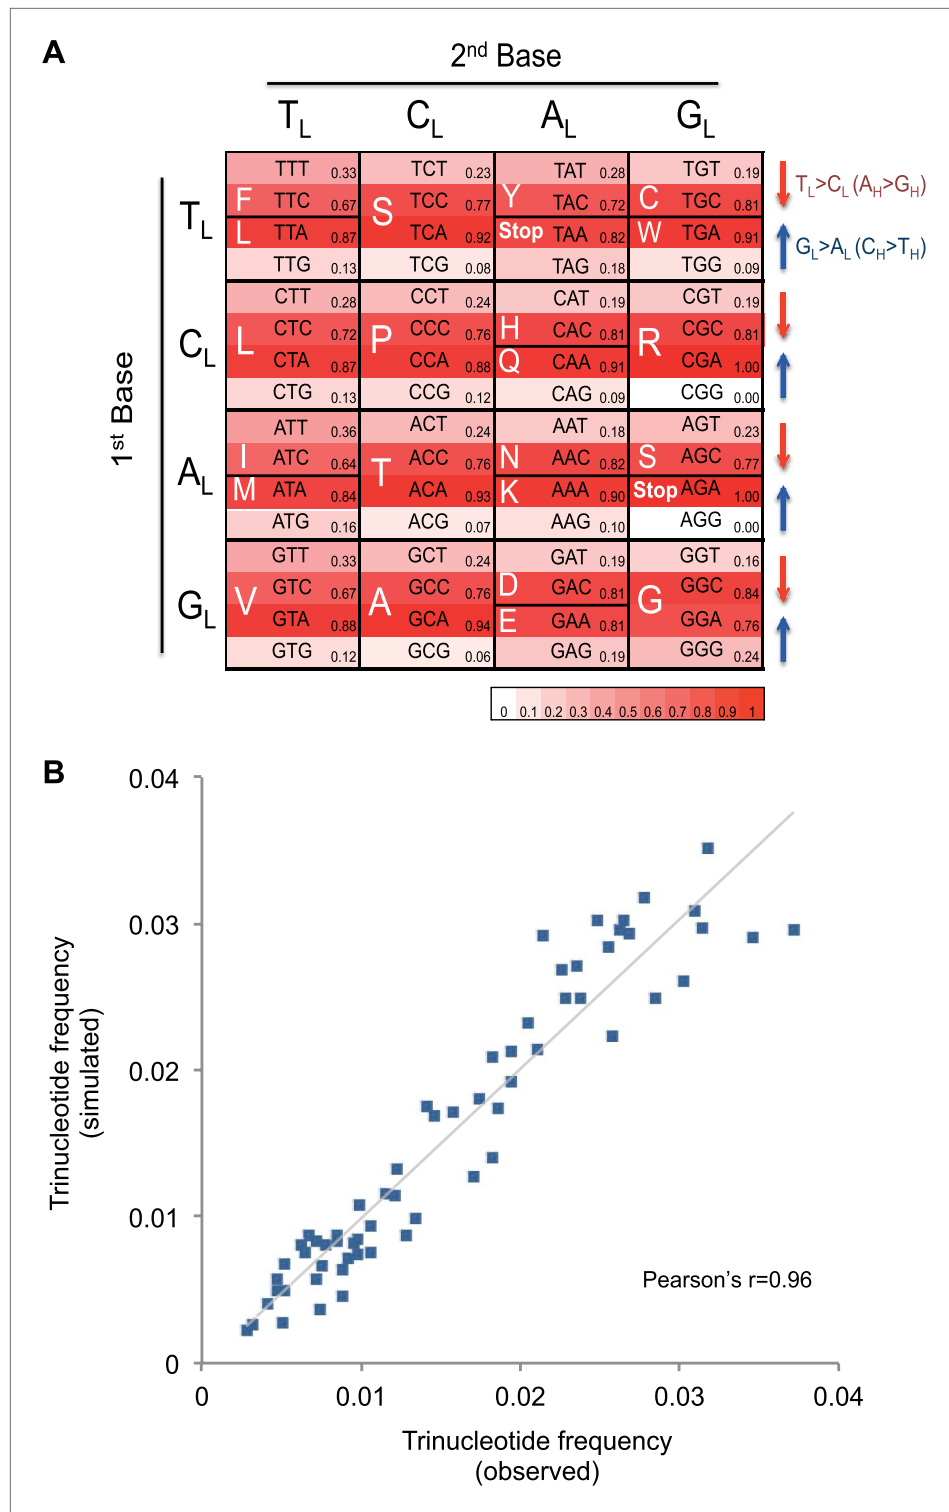 A
2nd Base
TL CL AL GL
1st Base
TL
TTT 0.33 TCT 0.23 TAT 0.28 TGT 0.19
F TTC 0.67 S TCC 0.77 Y TAC 0.72 C TGC 0.81
L TTA 0.87 TCA 0.92 Stop TAA 0.82 W TGA 0.91
TTG 0.13 TCG 0.08 TAG 0.18 TGG 0.09
TL>CL (AH>GH)
GL>AL (CH>TH)
CL
CTT 0.28 CCT 0.24 CAT 0.19 CGT 0.19
L CTC 0.72 P CCC 0.76 H CAC 0.81 R CGC 0.81
CTA 0.87 CCA 0.88 Q CAA 0.91 CGA 1.00
CTG 0.13 CCG 0.12 CAG 0.09 CGG 0.00
AL
ATT 0.36 ACT 0.24 AAT 0.18 AGT 0.23
I ATC 0.64 T ACC 0.76 N AAC 0.82 S AGC 0.77
M ATA 0.84 ACA 0.93 K AAA 0.90 Stop AGA 1.00
ATG 0.16 ACG 0.07 AAG 0.10 AGG 0.00
GL
GTT 0.33 GCT 0.24 GAT 0.19 GGT 0.16
V GTC 0.67 A GCC 0.76 D GAC 0.81 G GGC 0.84
GTA 0.88 GCA 0.94 E GAA 0.81 GGA 0.76
GTG 0.12 GCG 0.06 GAG 0.19 GGG 0.24
0 0.1 0.2 0.3 0.4 0.5 0.6 0.7 0.8 0.9 1
B
0.04
0.03
0.02
0.01
0
Trinucleotide frequency
(simulated)
Pearson's r=0.96
0 0.01 0.02 0.03 0.04
Trinucleotide frequency
(observed)